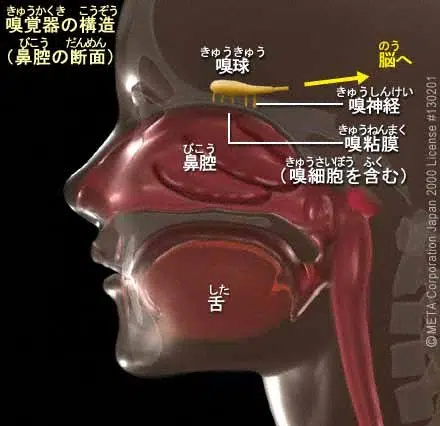 きゅうかくき こうぞう
嗅覚器の構造
びこう だんめん
(鼻腔の断面)
きゅうきゅう
嗅球
のう
脳へ
きゅうしんけい
嗅神経
きゅうねんまく
嗅粘膜
きゅうさいぼう ふく
(嗅細胞を含む)
びこう
鼻腔
した
舌
©META Corporation Japan 2000 License #130201